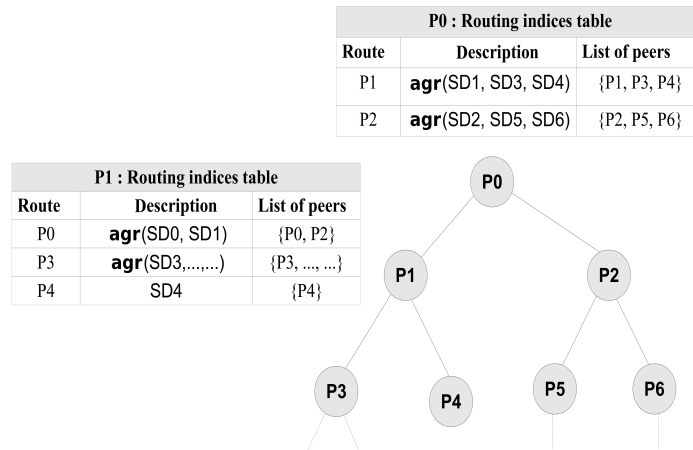 P0 : Routing indices table
Route Description List of peers
P1 agr(SD1, SD3, SD4) {P1, P3, P4}
P2 agr(SD2, SD5, SD6) {P2, P5, P6}
P1 : Routing indices table
Route Description List of peers
P0 agr(SD0, SD1) {P0, P2}
P3 agr(SD3,...,...) {P3, ..., ...}
P4 SD4 {P4}
P0
P1 P2
P3 P4 P5 P6